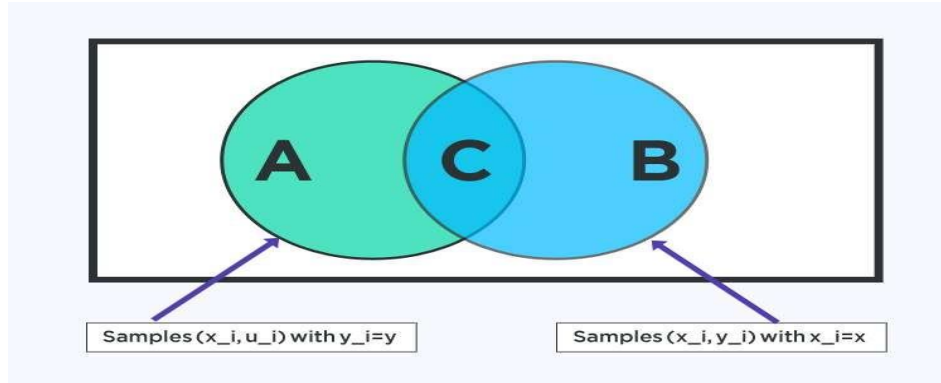 A C B
Samples (x_i, u_i) with y_i=y
Samples (x_i, y_i) with x_i=x